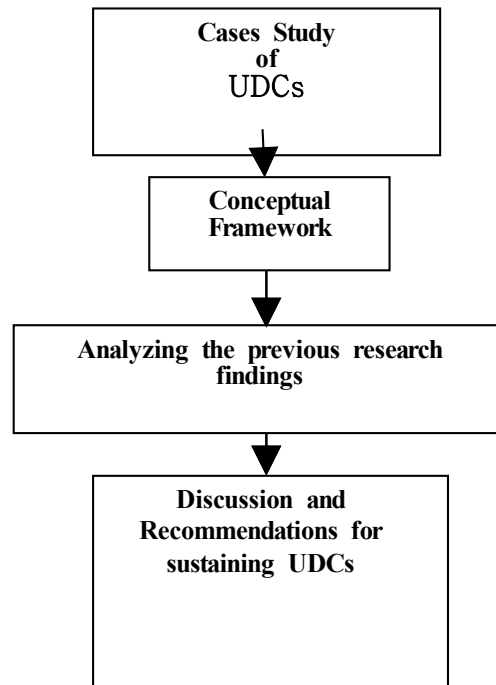 Cases Study
of
UDCs
Conceptual
Framework
Analyzing the previous research
findings
Discussion and
Recommendations for
sustaining UDCs